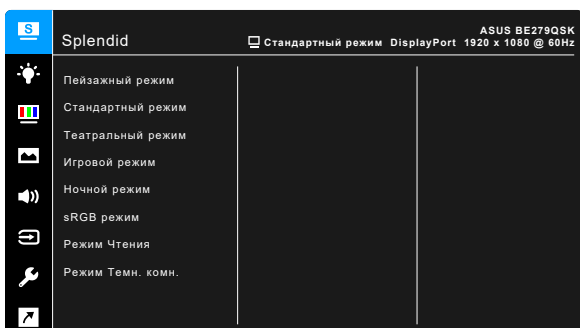 S
Splendid
ASUS BE279QSK
Стандартный режим DisplayPort 1920 x 1080 @ 60Hz
Пейзажный режим
Стандартный режим
Театральный режим
Игровой режим
Ночной режим
sRGB режим
Режим Чтения
Режим Темн. комн.